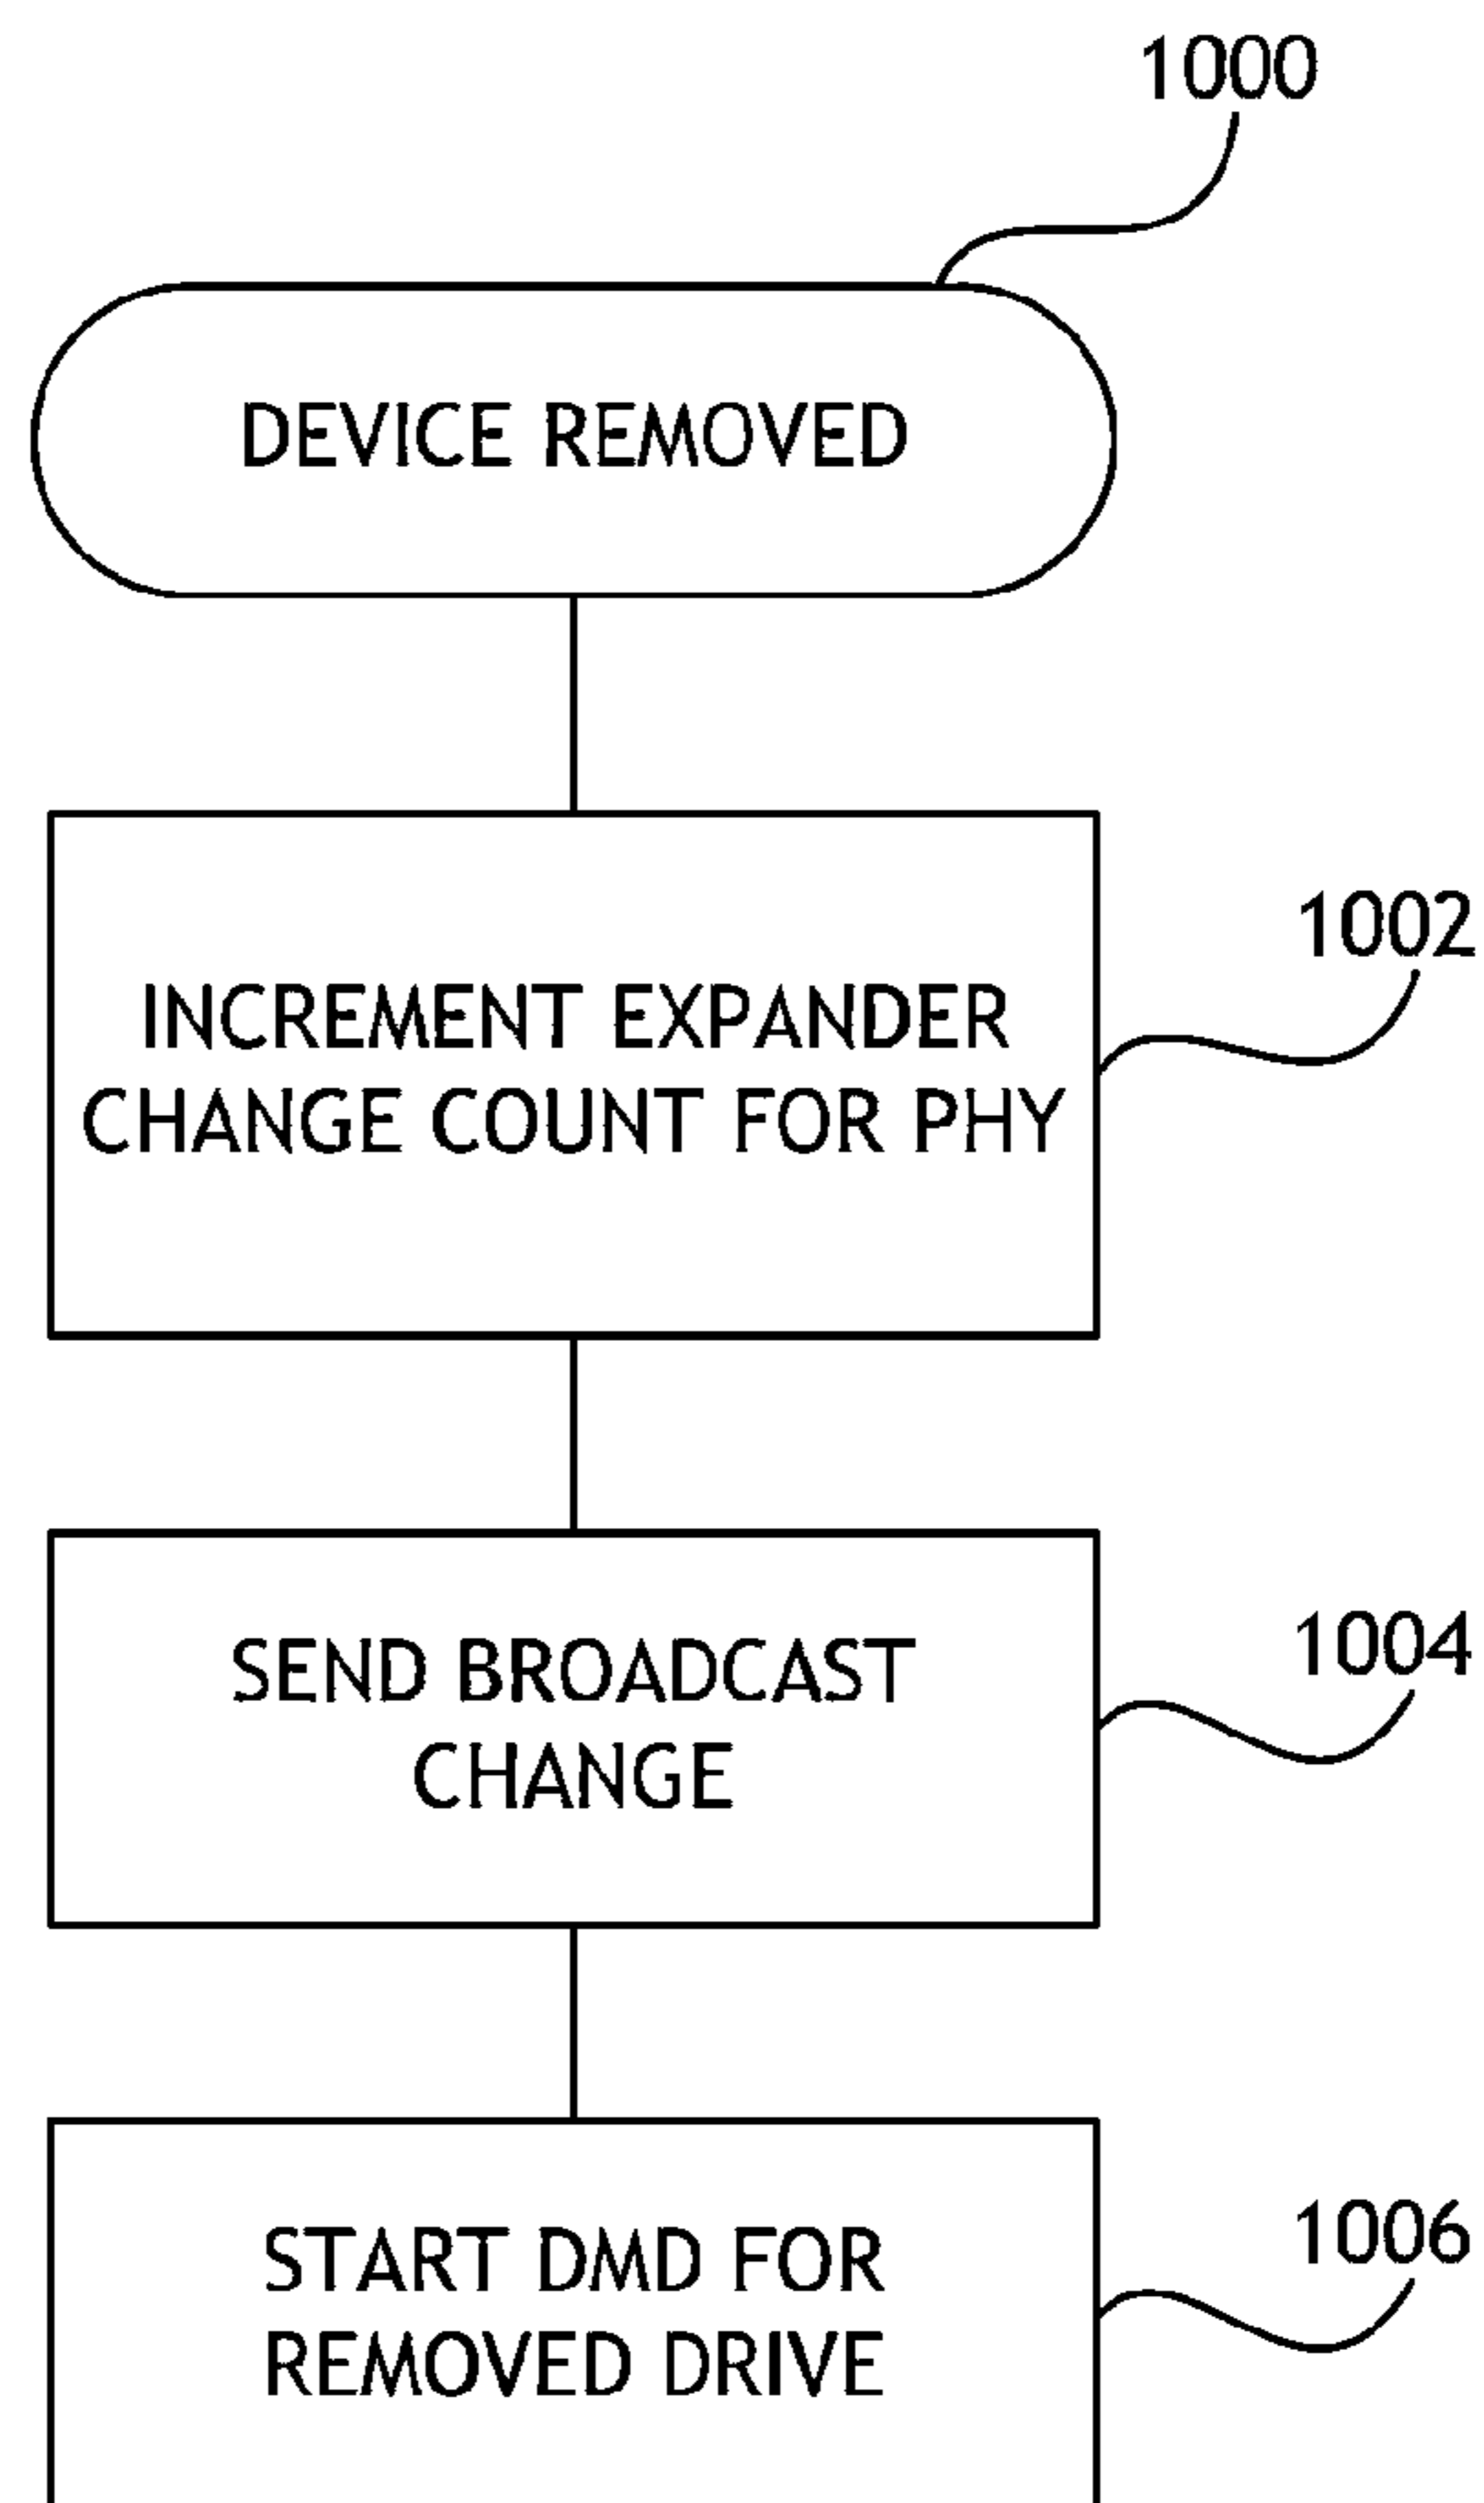 1000
DEVICE REMOVED
1002
INCREMENT EXPANDER
CHANGE COUNT FOR PHY
1004
SEND BROADCAST
CHANGE
1006
START DMD FOR
REMOVED DRIVE